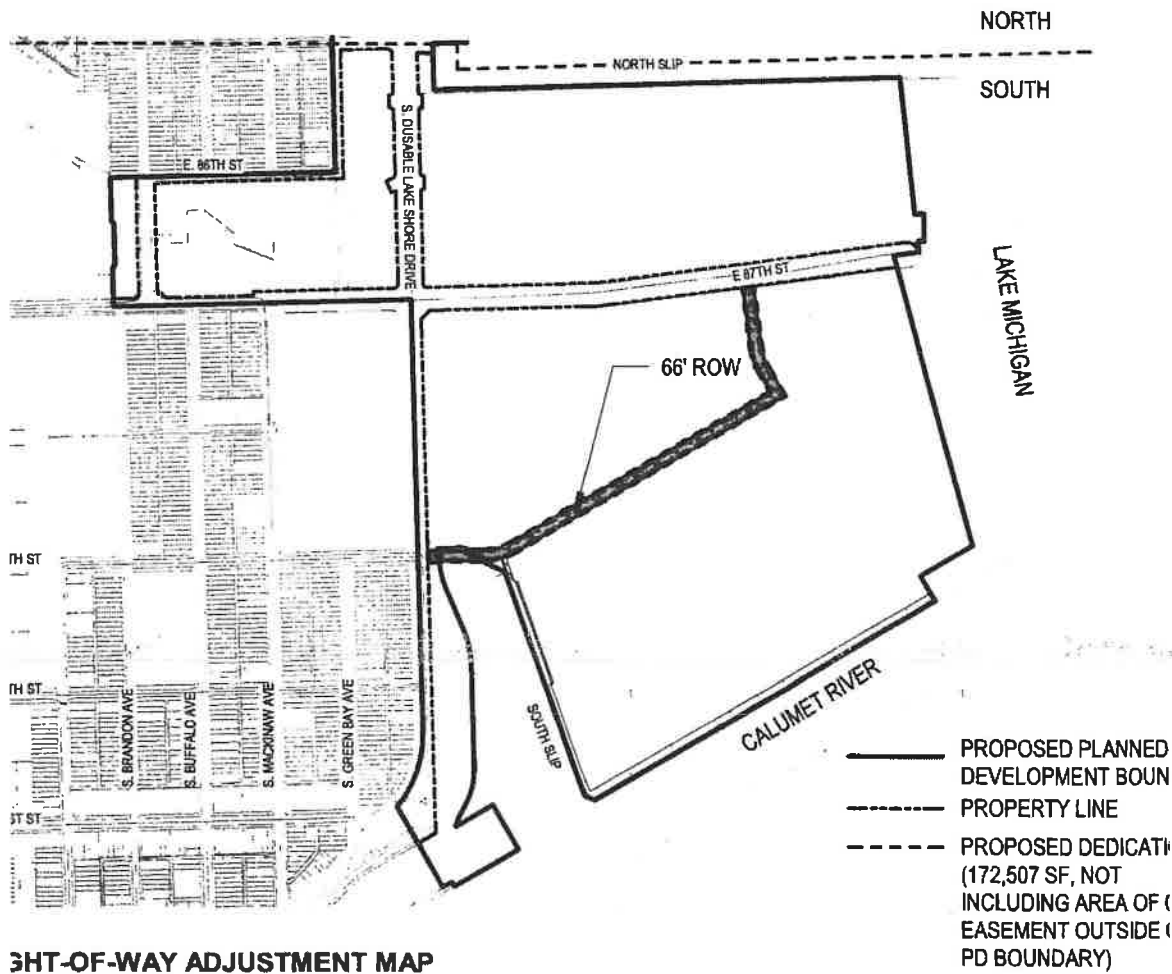 NORTH
NORTH SLIP
SOUTH
S. DUSABLE LAKE SHORE DRIVE
E. 86TH ST
E 87TH ST
LAKE MICHIGAN
66' ROW
TH ST
TH ST
ST ST
S. BRANDON AVE
S. BUFFALO AVE
S. MACKINAW AVE
S. GREEN BAY AVE
SOUTH SLIP
CALUMET RIVER
PROPOSED PLANNED
DEVELOPMENT BOUN
PROPERTY LINE
PROPOSED DEDICATI
(172,507 SF, NOT
INCLUDING AREA OF
EASEMENT OUTSIDE
PD BOUNDARY)
GHT-OF-WAY ADJUSTMENT MAP